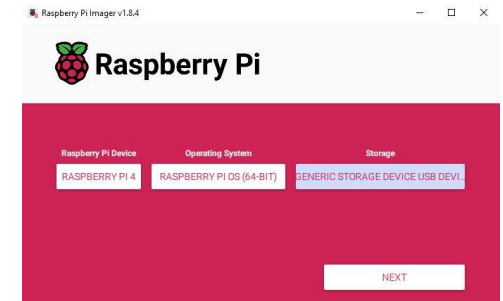 Raspberry Pi Imager v1.8.4
Raspberry Pi
Raspberry Pi Device
Operating System
Storage
RASPBERRY PI 4
RASPBERRY PI OS (64-BIT)
GENERIC STORAGE DEVICE USB DEVI...
NEXT